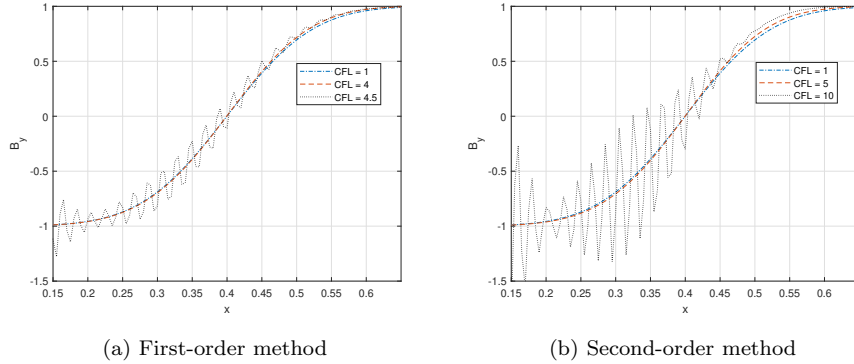 1
0.5
0
-0.5
-1
-1.5
B_y
0.15 0.2 0.25 0.3 0.35 0.4 0.45 0.5 0.55 0.6
x
CFL = 1
CFL = 4
CFL = 4.5
(a) First-order method
1
0.5
0
-0.5
-1
-1.5
B_y
0.15 0.2 0.25 0.3 0.35 0.4 0.45 0.5 0.55 0.6
x
CFL = 1
CFL = 5
CFL = 10
(b) Second-order method